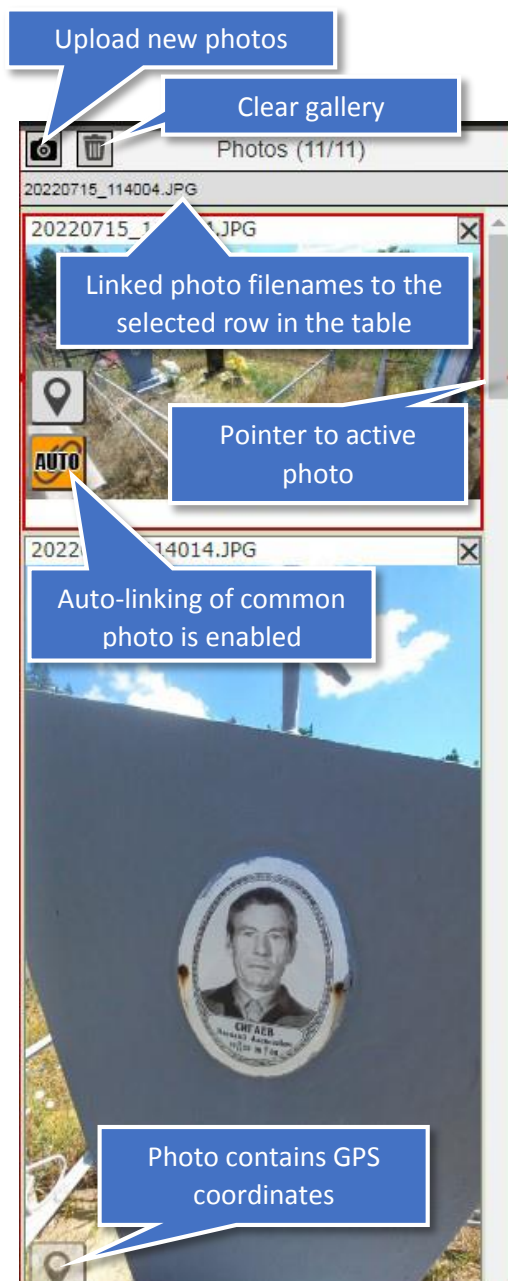 Upload new photos
Clear gallery
Photos (11/11)
20220715_114004.JPG
20220715_1 .JPG
Linked photo filenames to the
selected row in the table
Pointer to active
photo
AUTO
2022 14014.JPG
Auto-linking of common
photo is enabled
СИГАЕВ
Photo contains GPS
coordinates